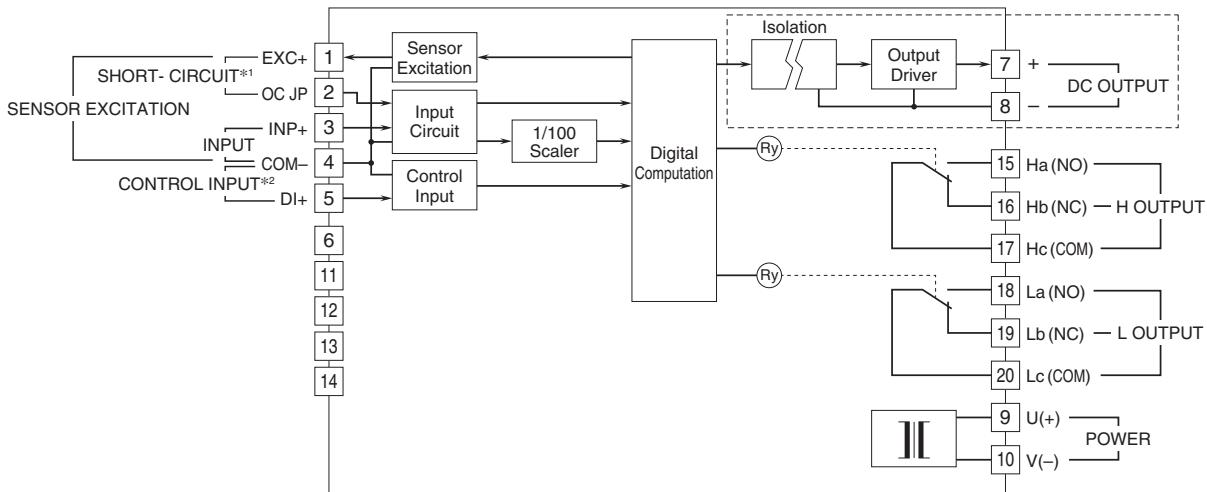 EXC+ 1
SHORT- CIRCUIT*1
OC JP 2
SENSOR EXCITATION
INP+ 3
INPUT
COM– 4
CONTROL INPUT*2
DI+ 5
6
11
12
13
14
Sensor
Excitation
Input
Circuit
1/100
Scaler
Control
Input
Digital
Computation
Isolation
Output
Driver
7 +
DC OUTPUT
8 –
Ry
15 Ha (NO)
16 Hb (NC) H OUTPUT
17 Hc (COM)
Ry
18 La (NO)
19 Lb (NC) L OUTPUT
20 Lc (COM)
9 U(+)
POWER
10 V(–)